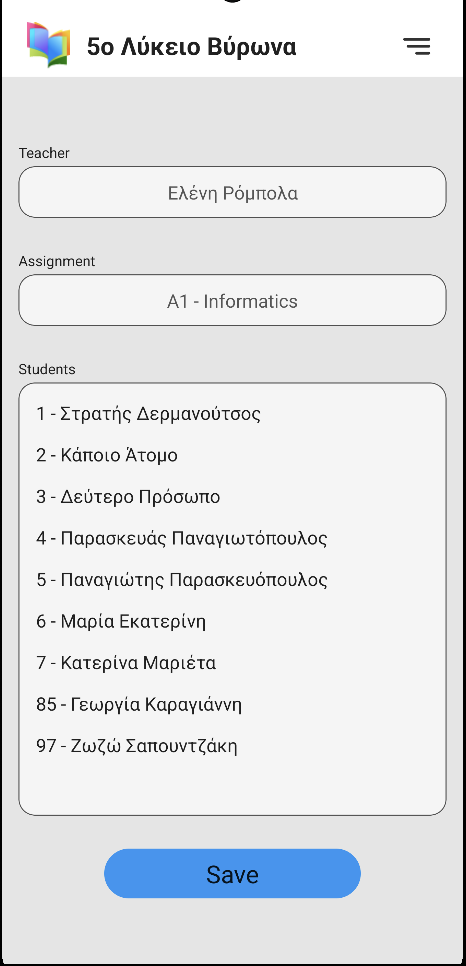 5ο Λύκειο Βύρωνα
Teacher
Ελένη Ρόμπολα
Assignment
A1 - Informatics
Students
1 - Στρατής Δερμανούτσος
2 - Κάποιο Άτομο
3 - Δεύτερο Πρόσωπο
4 - Παρασκευάς Παναγιωτόπουλος
5 - Παναγιώτης Παρασκευόπουλος
6 - Μαρία Εκατερίνη
7 - Κατερίνα Μαριέτα
85 - Γεωργία Καραγιάννη
97 - Ζωζώ Σαπουντζάκη
Save